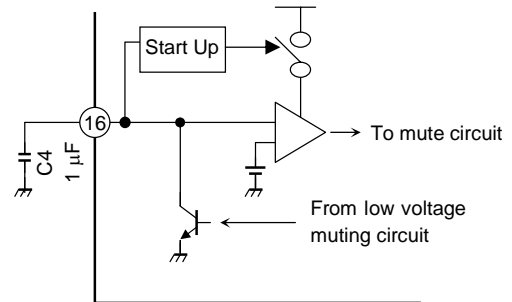 Start Up
16
C4
1 μF
To mute circuit
From low voltage
muting circuit